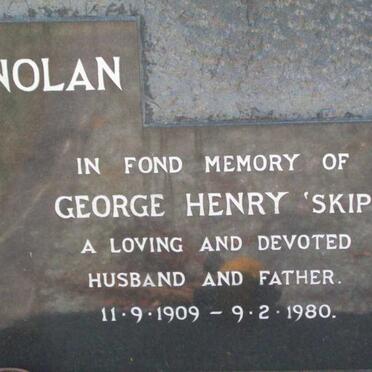 NOLAN
IN FOND MEMORY OF
GEORGE HENRY 'SKIP
A LOVING AND DEVOTED
HUSBAND AND FATHER.
11·9·1909 – 9·2·1980.